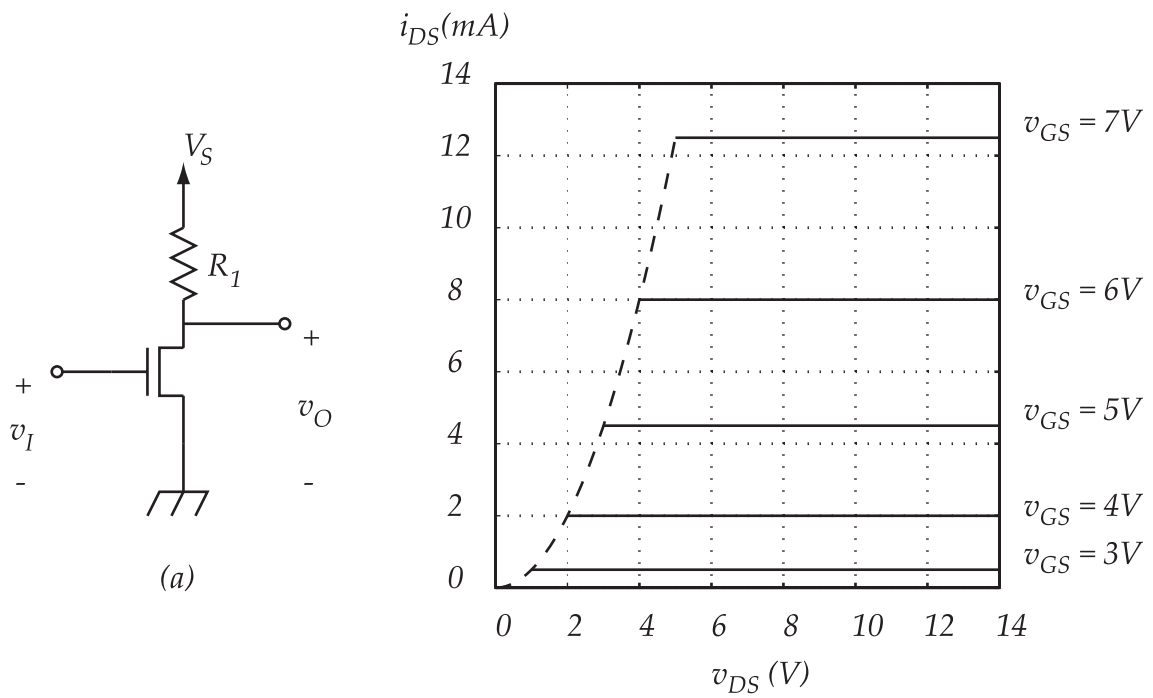 V_S
R_1
+
v_I
-
+
v_O
-
(a)
i_DS(mA)
14
12
10
8
6
4
2
0
0 2 4 6 8 10 12 14
v_DS (V)
v_GS = 7V
v_GS = 6V
v_GS = 5V
v_GS = 4V
v_GS = 3V